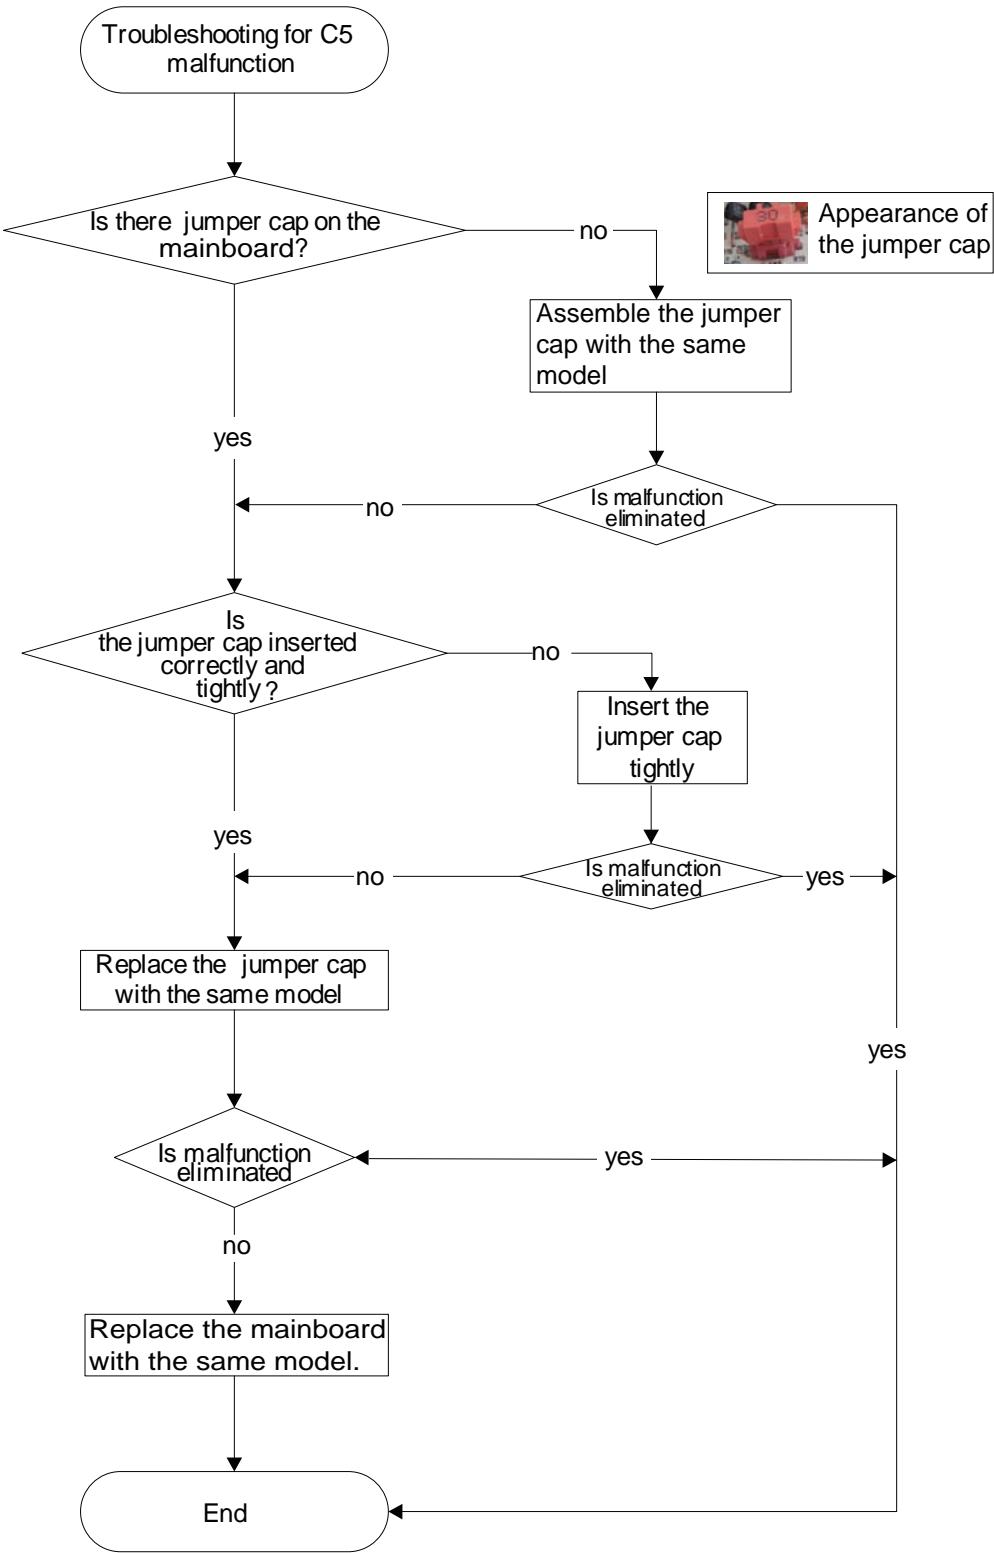 Troubleshooting for C5
malfunction
Is there jumper cap on the
mainboard?
no
30
Appearance of
the jumper cap
Assemble the jumper
cap with the same
model
yes
Is malfunction
eliminated
no
Is
the jumper cap inserted
correctly and
tightly ?
no
Insert the
jumper cap
tightly
yes
Is malfunction
eliminated
no
yes
Replace the jumper cap
with the same model
yes
Is malfunction
eliminated
yes
no
Replace the mainboard
with the same model.
End